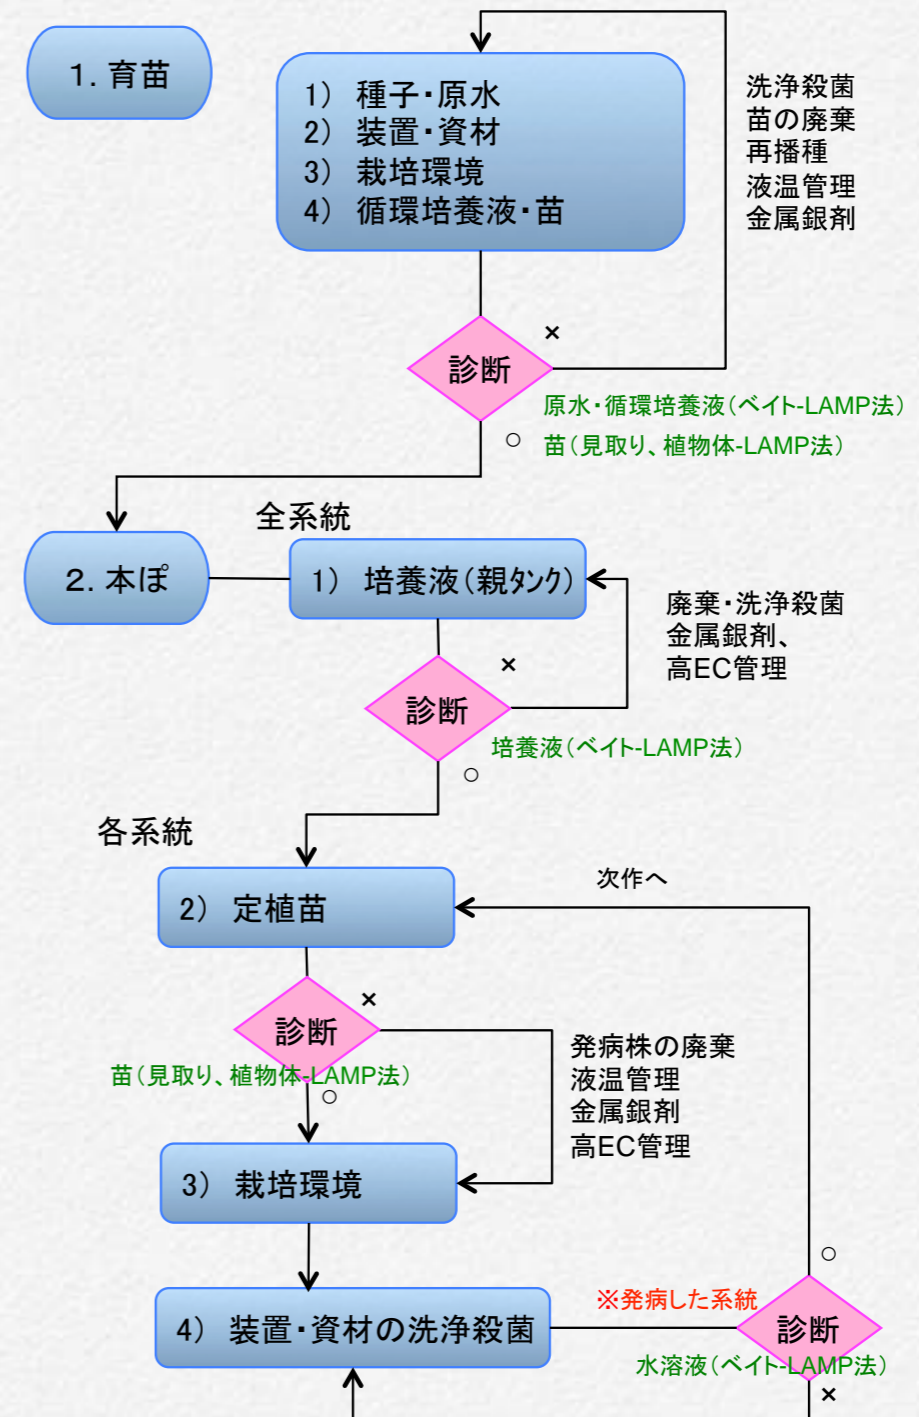 1. 育苗
1） 種子・原水
2） 装置・資材
3） 栽培環境
4） 循環培養液・苗
洗浄殺菌
苗の廃棄
再播種
液温管理
金属銀剤
×
診断
原水・循環培養液（ベイト-LAMP法）
○
苗（見取り、植物体-LAMP法）
全系統
2. 本ぽ
1） 培養液（親タンク）
廃棄・洗浄殺菌
金属銀剤、
高EC管理
×
診断
培養液（ベイト-LAMP法）
○
各系統
2） 定植苗
次作へ
×
診断
苗（見取り、植物体-LAMP法）
○
発病株の廃棄
液温管理
金属銀剤
高EC管理
3） 栽培環境
○
4） 装置・資材の洗浄殺菌
※発病した系統
診断
水溶液（ベイト-LAMP法）
×